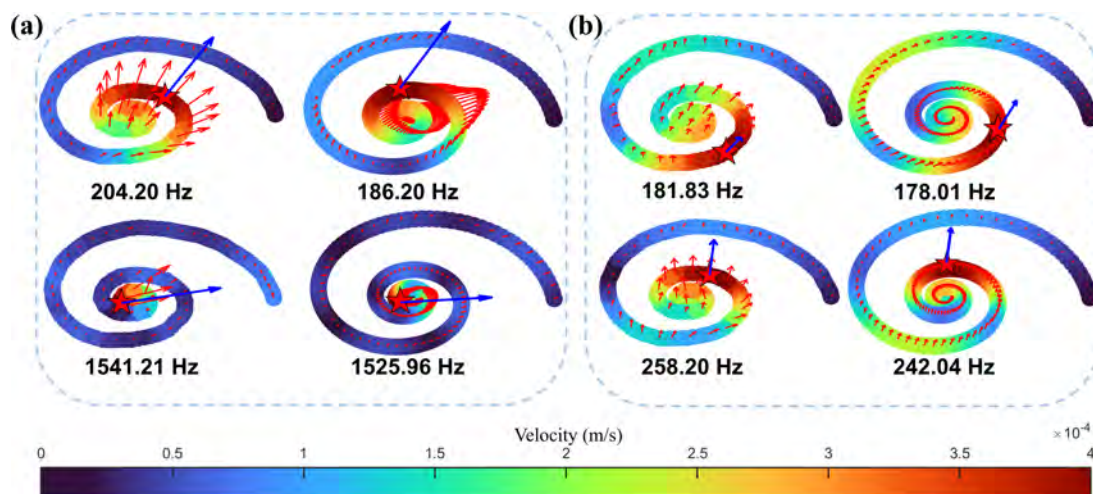 (a)
(b)
204.20 Hz
186.20 Hz
181.83 Hz
178.01 Hz
1541.21 Hz
1525.96 Hz
258.20 Hz
242.04 Hz
Velocity (m/s)
×10⁻⁴
0 0.5 1 1.5 2 2.5 3 3.5 4